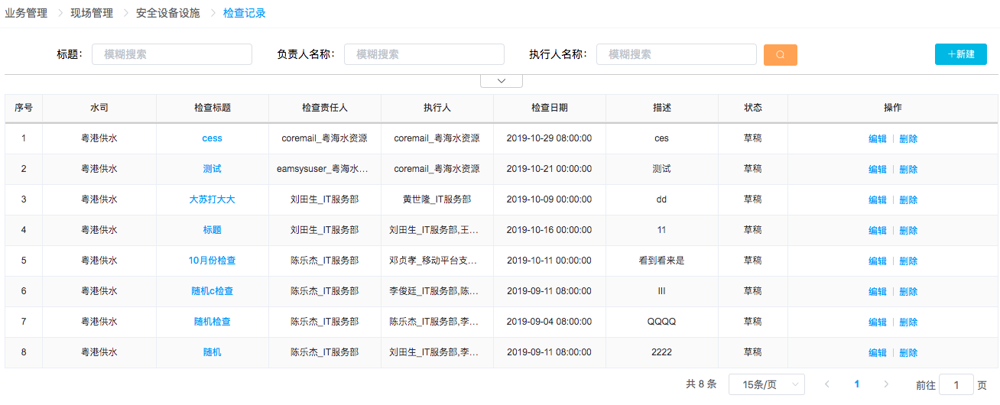 业务管理 > 现场管理 > 安全设备设施 > 检查记录
标题: 模糊搜索 负责人名称: 模糊搜索 执行人名称: 模糊搜索 +新建
序号 水司 检查标题 检查责任人 执行人 检查日期 描述 状态 操作
1 粤港供水 cess coremail_粤海水资源 coremail_粤海水资源 2019-10-29 08:00:00 ces 草稿 编辑 | 删除
2 粤港供水 测试 eamsysuser_粤海水... coremail_粤海水资源 2019-10-21 00:00:00 测试 草稿 编辑 | 删除
3 粤港供水 大苏打大大 刘田生_IT服务部 黄世隆_IT服务部 2019-10-09 00:00:00 dd 草稿 编辑 | 删除
4 粤港供水 标题 刘田生_IT服务部 刘田生_IT服务部,王... 2019-10-16 00:00:00 11 草稿 编辑 | 删除
5 粤港供水 10月份检查 陈乐杰_IT服务部 邓贞孝_移动平台支... 2019-10-11 00:00:00 看到看来是 草稿 编辑 | 删除
6 粤港供水 随机c检查 陈乐杰_IT服务部 李俊廷_IT服务部,陈... 2019-09-11 08:00:00 lll 草稿 编辑 | 删除
7 粤港供水 随机检查 陈乐杰_IT服务部 陈乐杰_IT服务部,李... 2019-09-04 08:00:00 QQQQ 草稿 编辑 | 删除
8 粤港供水 随机 陈乐杰_IT服务部 刘田生_IT服务部,李... 2019-09-11 08:00:00 2222 草稿 编辑 | 删除
共 8 条 15条/页 < 1 > 前往 1 页